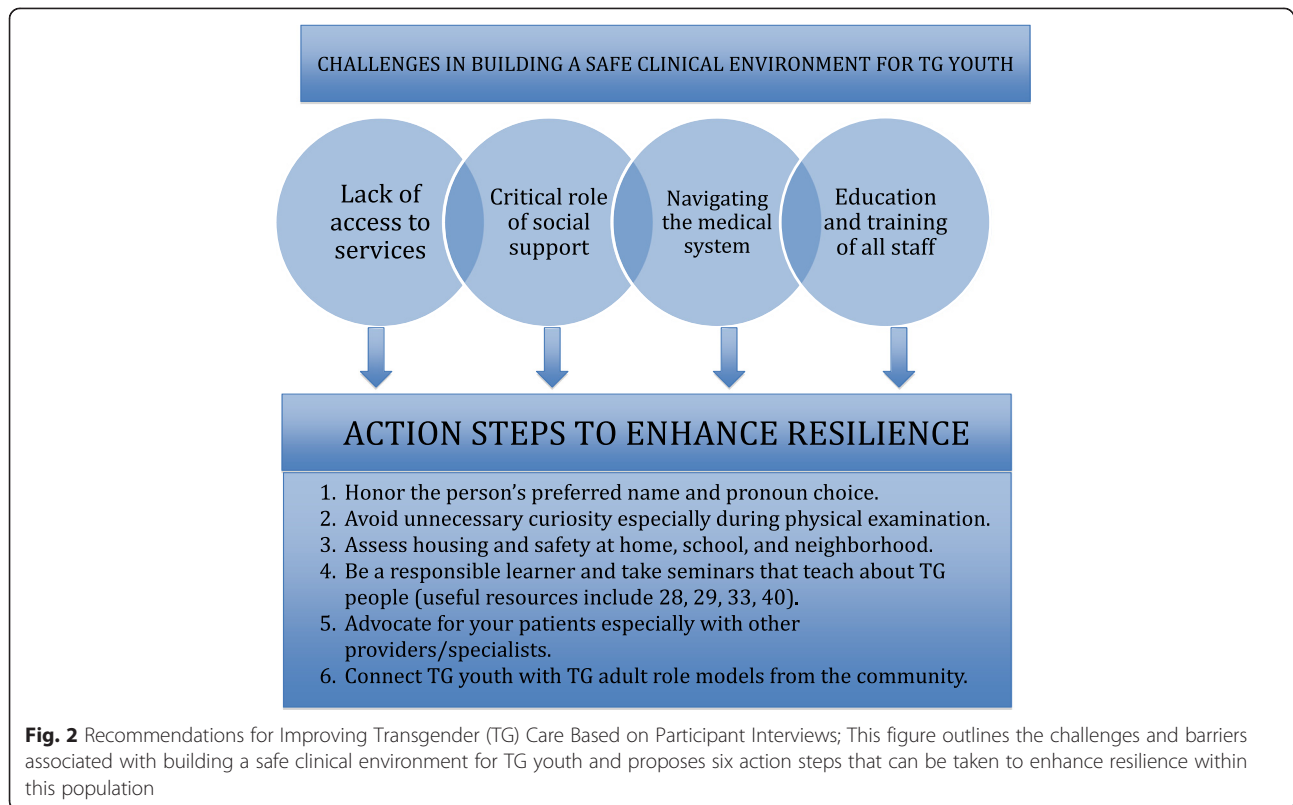 CHALLENGES IN BUILDING A SAFE CLINICAL ENVIRONMENT FOR TG YOUTH
Lack of
access to
services
Critical role
of social
support
Navigating
the medical
system
Education
and training
of all staff
ACTION STEPS TO ENHANCE RESILIENCE
1. Honor the person’s preferred name and pronoun choice.
2. Avoid unnecessary curiosity especially during physical examination.
3. Assess housing and safety at home, school, and neighborhood.
4. Be a responsible learner and take seminars that teach about TG
people (useful resources include 28, 29, 33, 40).
5. Advocate for your patients especially with other
providers/specialists.
6. Connect TG youth with TG adult role models from the community.
Fig. 2 Recommendations for Improving Transgender (TG) Care Based on Participant Interviews; This figure outlines the challenges and barriers
associated with building a safe clinical environment for TG youth and proposes six action steps that can be taken to enhance resilience within
this population